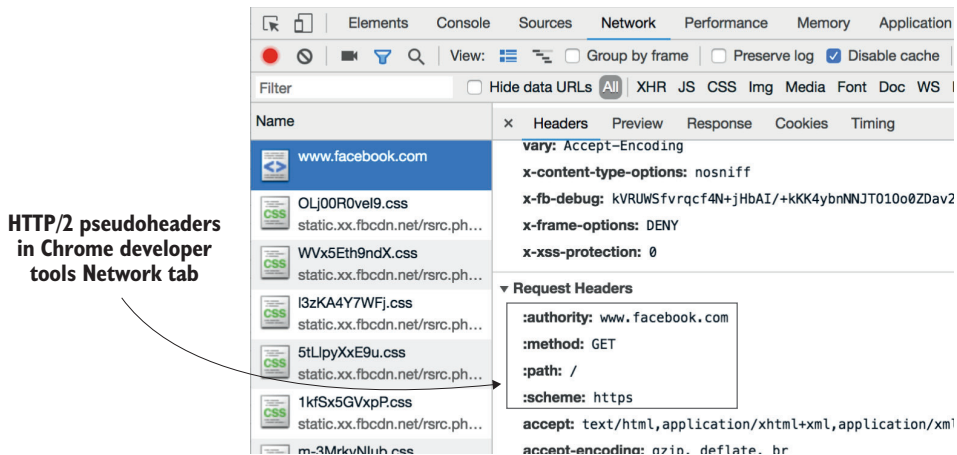 Elements Console Sources Network Performance Memory Application
View: Group by frame Preserve log Disable cache
Filter Hide data URLs All XHR JS CSS Img Media Font Doc WS
Name
× Headers Preview Response Cookies Timing
vary: Accept-Encoding
www.facebook.com
x-content-type-options: nosniff
OLj00R0veI9.css
static.xx.fbcdn.net/rsrc.ph...
x-fb-debug: kVRUWSfvrqcf4N+jHbAI/+kKK4ybnNNJTO1Oo0ZDav2
x-frame-options: DENY
x-xss-protection: 0
HTTP/2 pseudoheaders
in Chrome developer
tools Network tab
WVx5Eth9ndX.css
static.xx.fbcdn.net/rsrc.ph...
l3zKA4Y7WFj.css
static.xx.fbcdn.net/rsrc.ph...
5tLlpyXxE9u.css
static.xx.fbcdn.net/rsrc.ph...
1kfSx5GVxpP.css
static.xx.fbcdn.net/rsrc.ph...
m-3MrkyNlub.css
Request Headers
:authority: www.facebook.com
:method: GET
:path: /
:scheme: https
accept: text/html,application/xhtml+xml,application/xml
accept-encoding: gzip, deflate, br